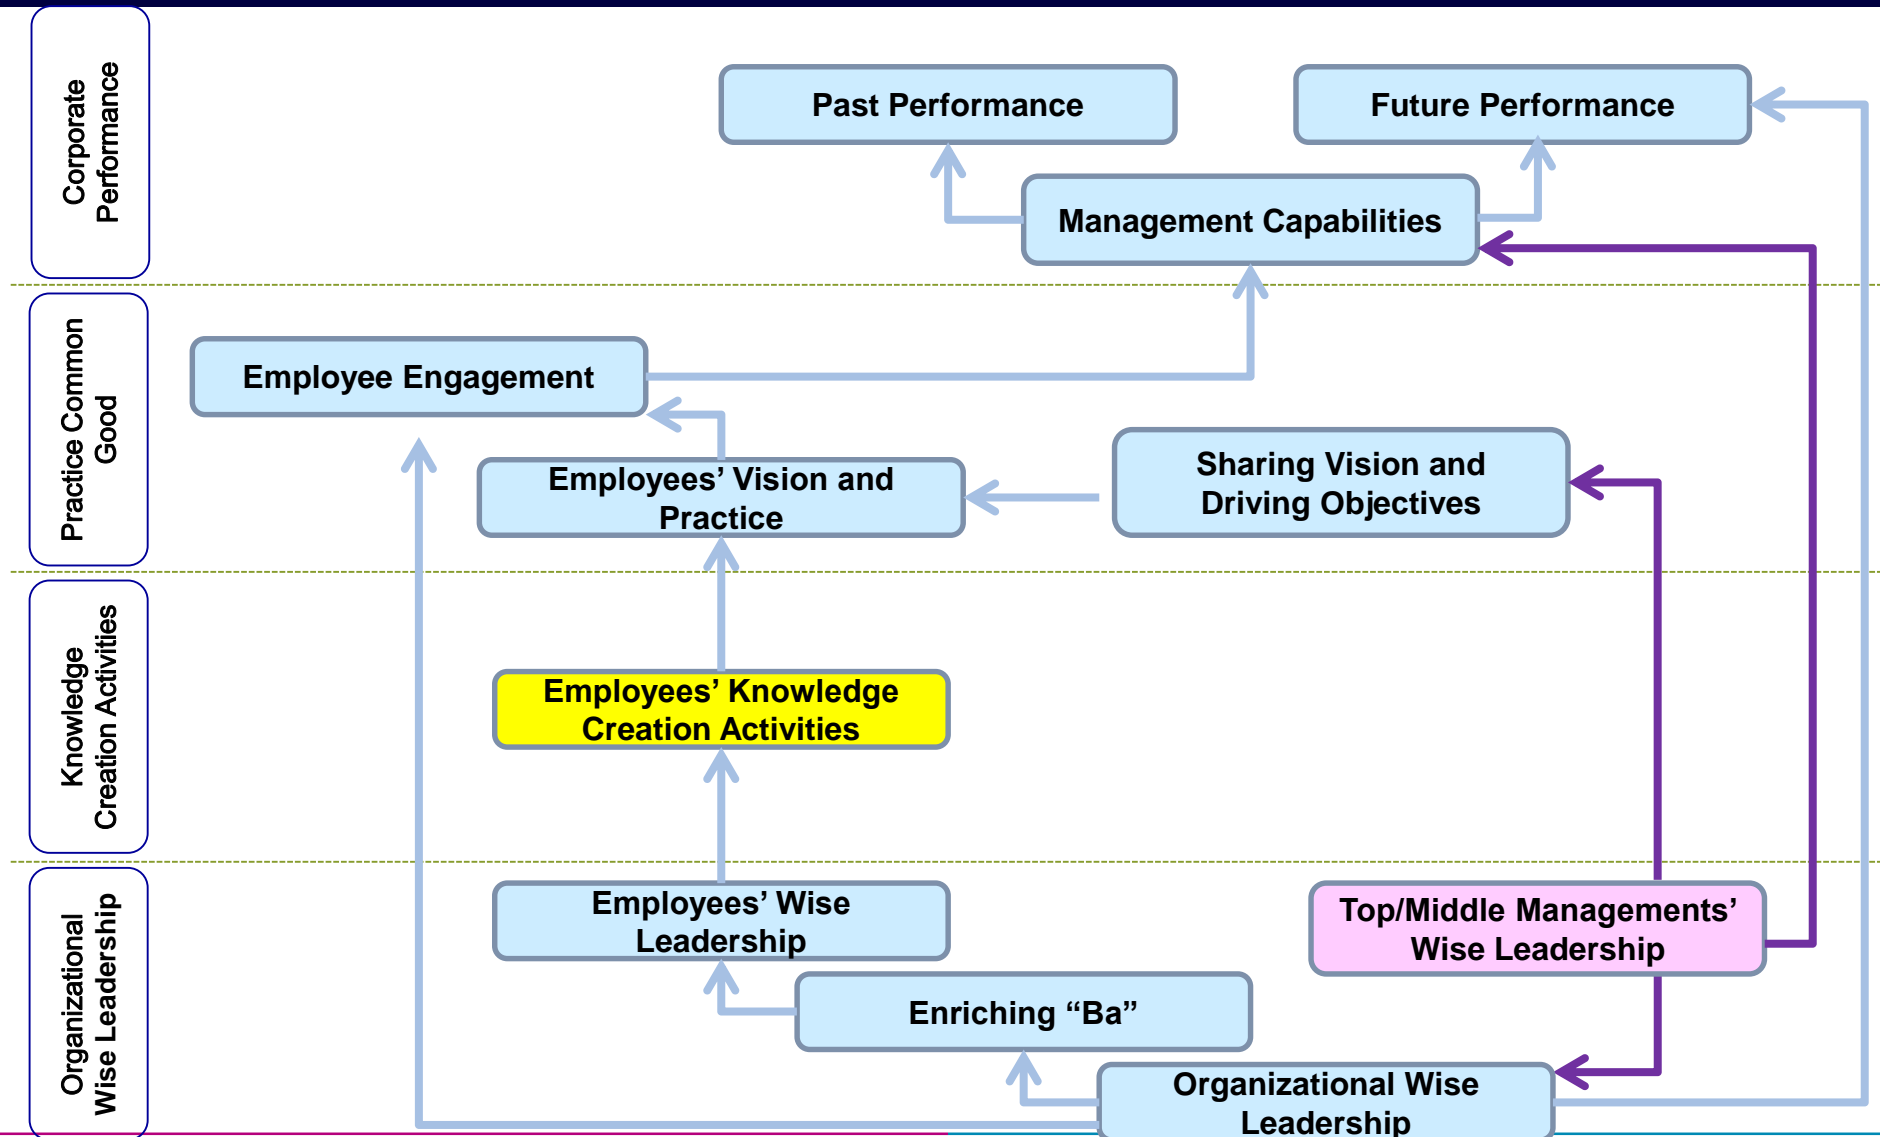 Corporate
Performance
Past Performance
Future Performance
Management Capabilities
Practice Common
Good
Employee Engagement
Employees’ Vision and
Practice
Sharing Vision and
Driving Objectives
Knowledge
Creation Activities
Employees’ Knowledge
Creation Activities
Organizational
Wise Leadership
Employees’ Wise
Leadership
Top/Middle Managements’
Wise Leadership
Enriching “Ba”
Organizational Wise
Leadership